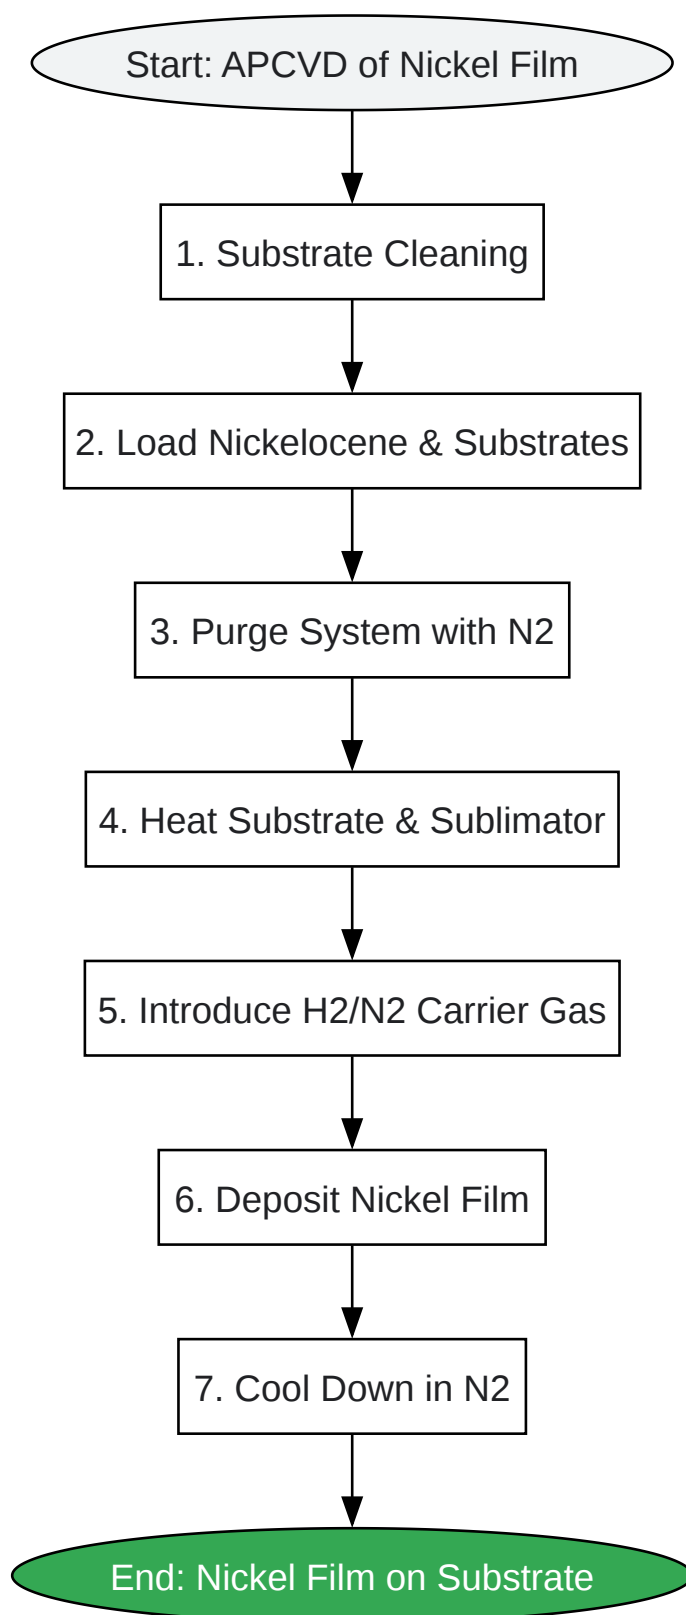 Start: APCVD of Nickel Film
1. Substrate Cleaning
2. Load Nickelocene & Substrates
3. Purge System with N2
4. Heat Substrate & Sublimator
5. Introduce H2/N2 Carrier Gas
6. Deposit Nickel Film
7. Cool Down in N2
End: Nickel Film on Substrate